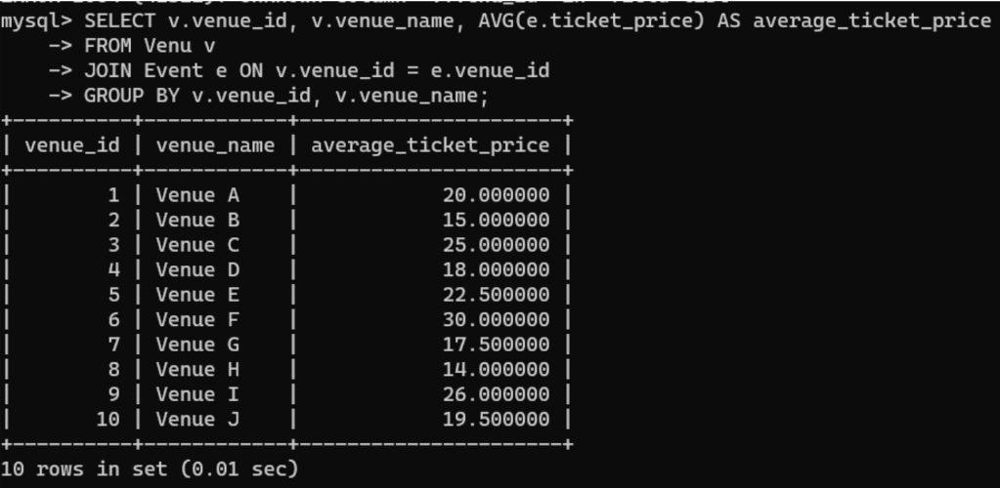 mysql> SELECT v.venue_id, v.venue_name, AVG(e.ticket_price) AS average_ticket_price
    -> FROM Venu v
    -> JOIN Event e ON v.venue_id = e.venue_id
    -> GROUP BY v.venue_id, v.venue_name;
+----------+------------+----------------------+
| venue_id | venue_name | average_ticket_price |
+----------+------------+----------------------+
|        1 | Venue A    |            20.000000 |
|        2 | Venue B    |            15.000000 |
|        3 | Venue C    |            25.000000 |
|        4 | Venue D    |            18.000000 |
|        5 | Venue E    |            22.500000 |
|        6 | Venue F    |            30.000000 |
|        7 | Venue G    |            17.500000 |
|        8 | Venue H    |            14.000000 |
|        9 | Venue I    |            26.000000 |
|       10 | Venue J    |            19.500000 |
+----------+------------+----------------------+
10 rows in set (0.01 sec)